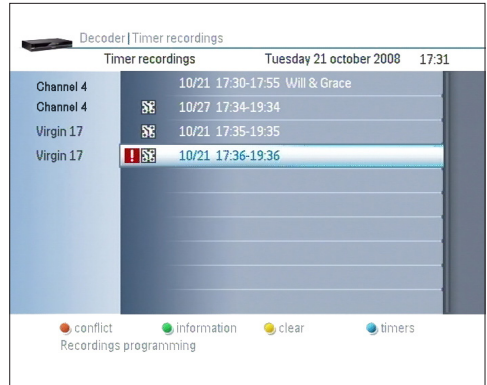 Decoder | Timer recordings
Timer recordings Tuesday 21 october 2008 17:31
Channel 4 10/21 17:30-17:55 Will & Grace
Channel 4 10/27 17:34-19:34
Virgin 17 10/21 17:35-19:35
Virgin 17 ! 10/21 17:36-19:36
conflict information clear timers
Recordings programming